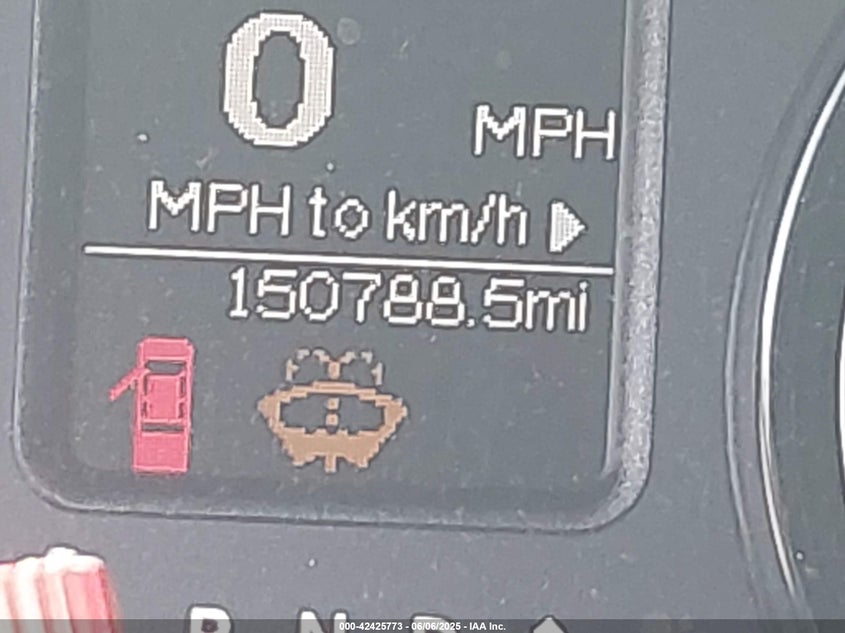 0
MPH
MPH to km/h
150788.5mi
000-42425773 - 06/06/2025 - IAA Inc.